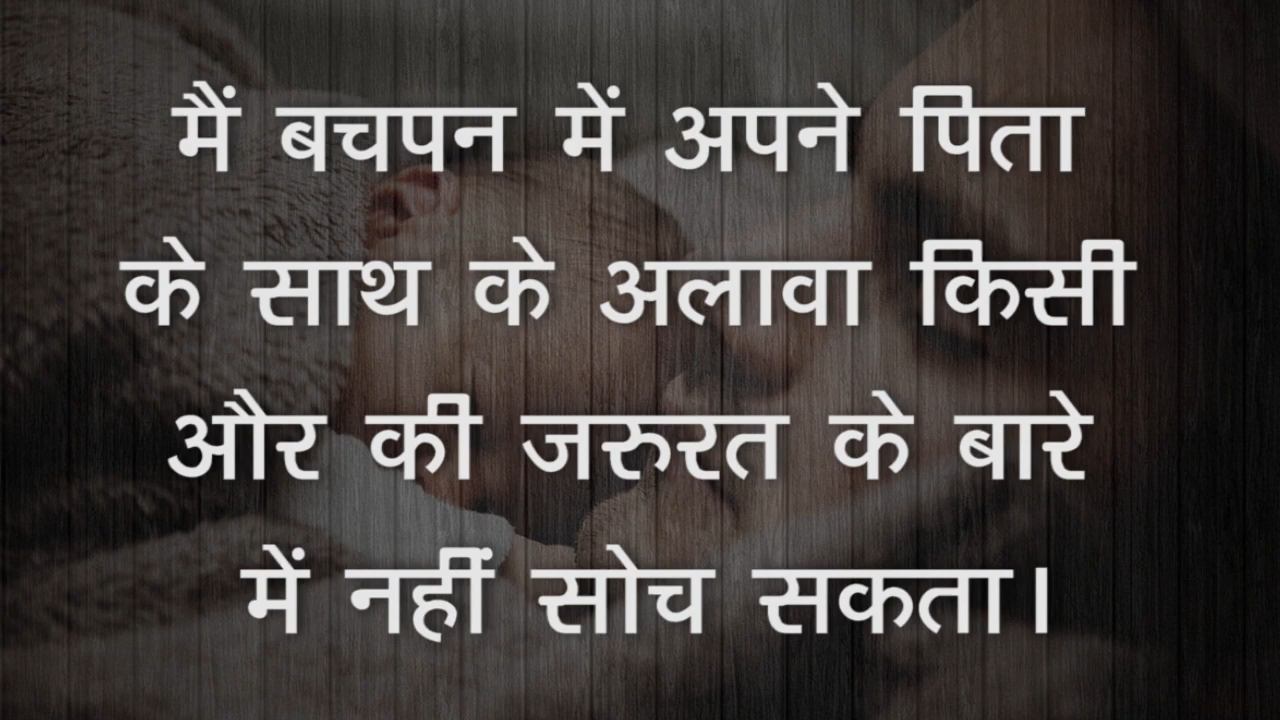 मैं बचपन में अपने पिता
के साथ के अलावा किसी
और की जरुरत के बारे
में नहीं सोच सकता।